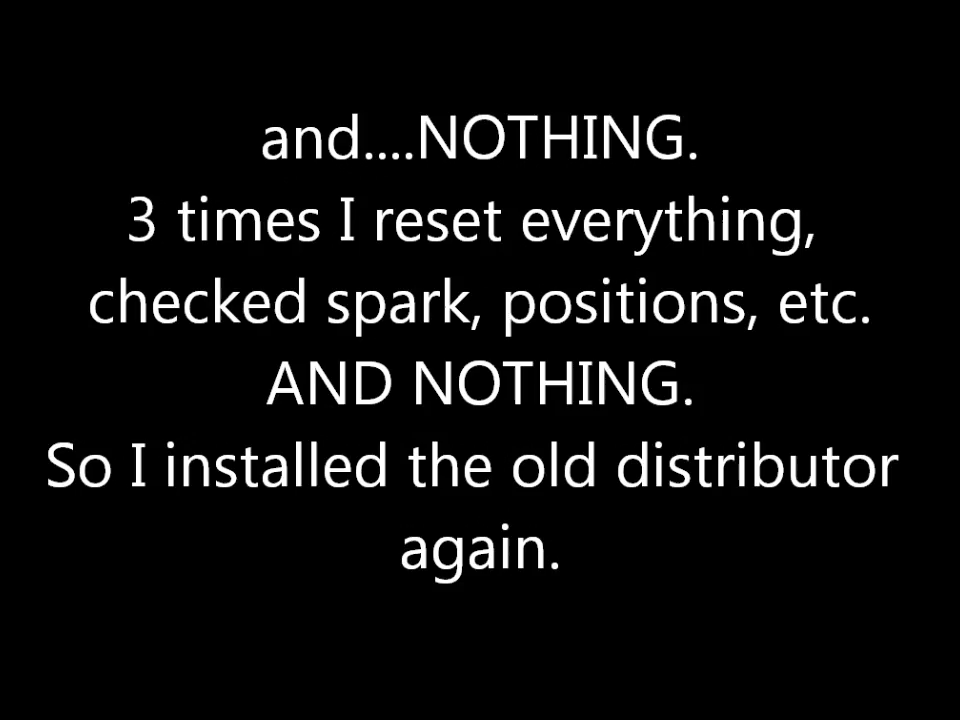 and....NOTHING.
3 times I reset everything,
checked spark, positions, etc.
AND NOTHING.
So I installed the old distributor
again.